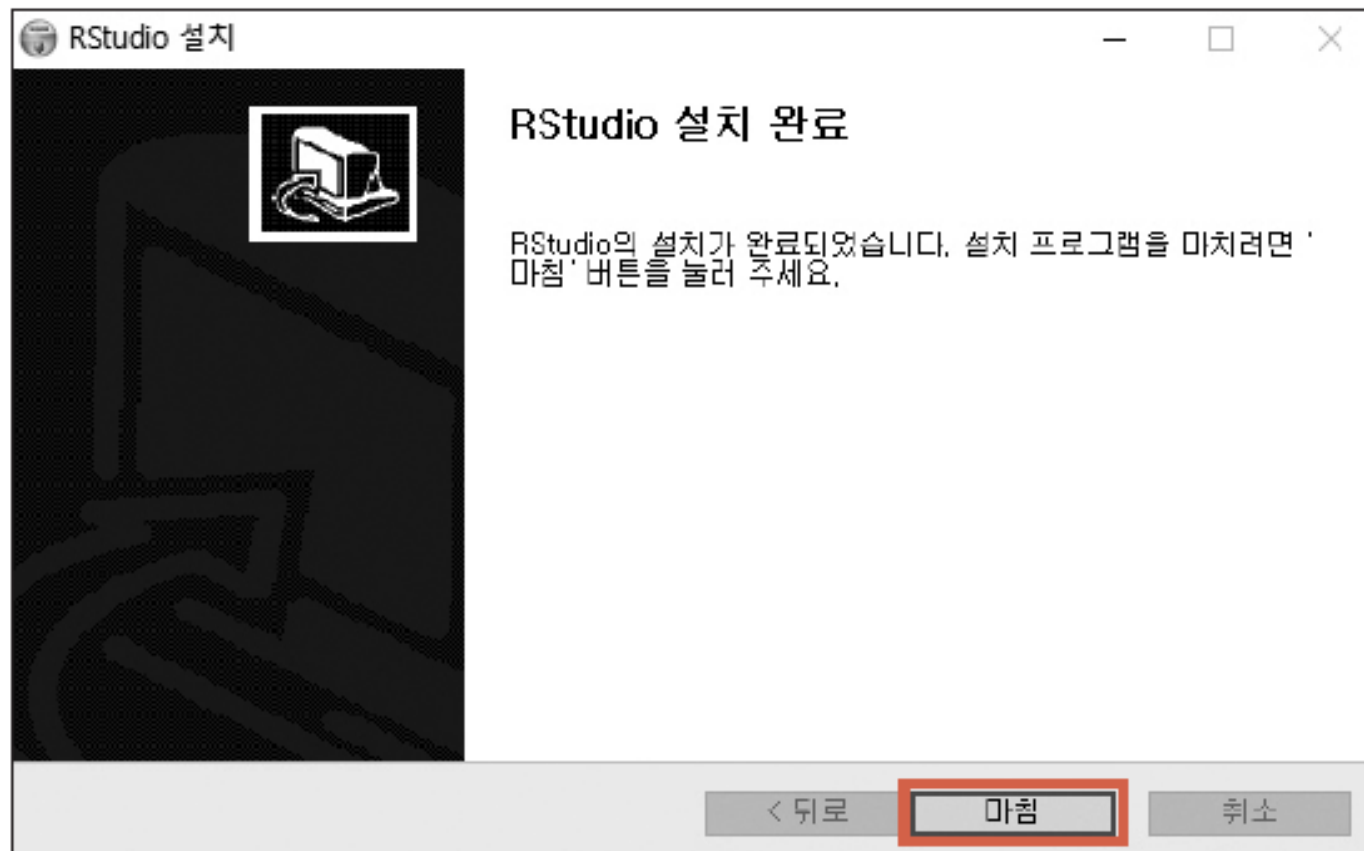 RStudio 설치
RStudio 설치 완료
RStudio의 설치가 완료되었습니다. 설치 프로그램을 마치려면 '
마침' 버튼을 눌러 주세요.
< 뒤로
마침
취소